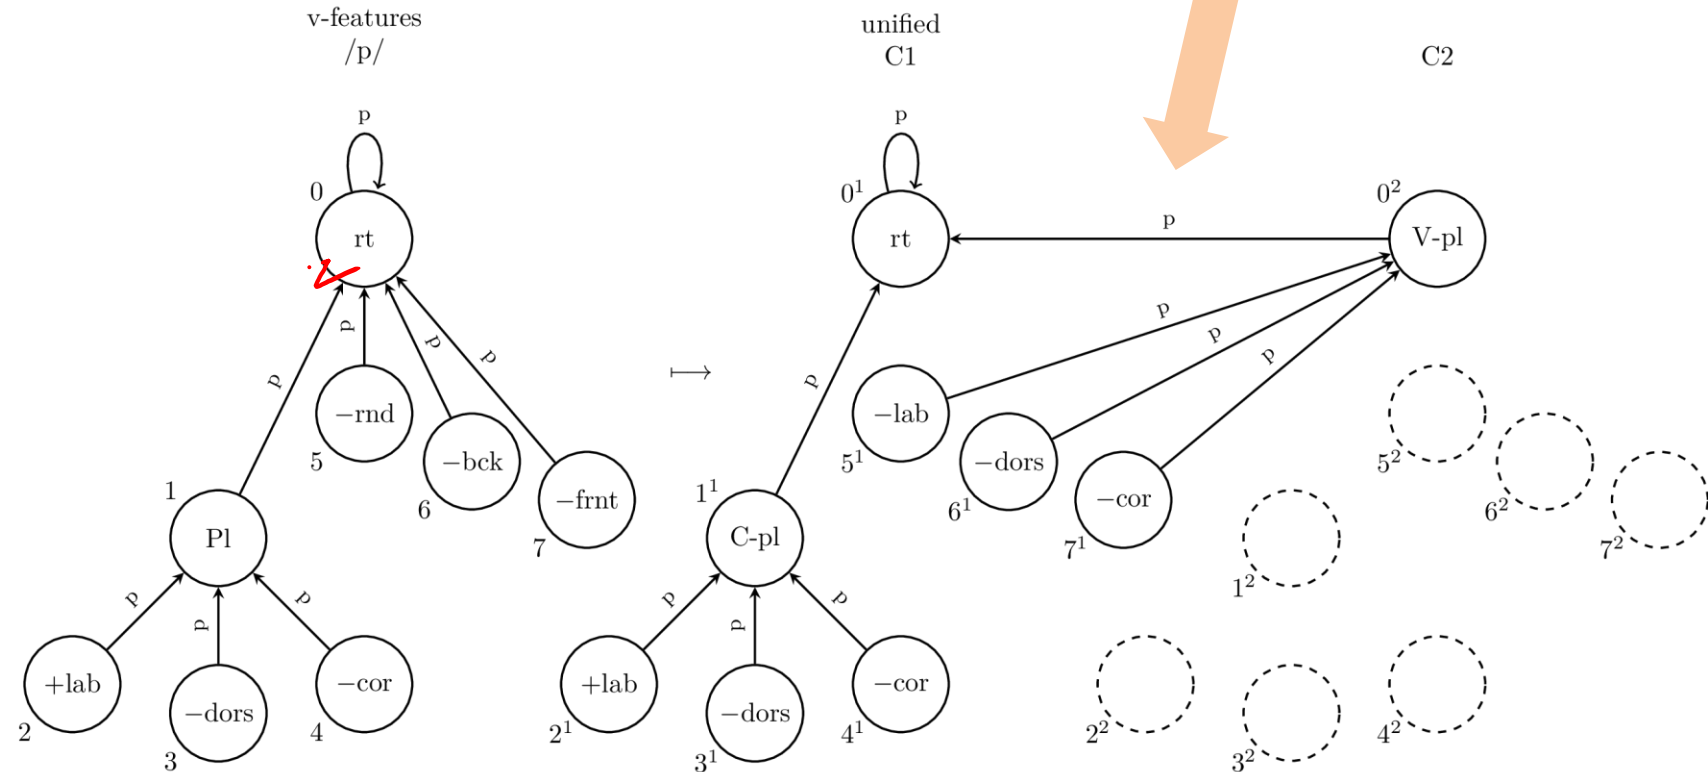 v-features
/p/
unified
C1
C2
p
p
0
rt
0¹
rt
0²
V-pl
p
p
p
p
p
p
p
p
p
↦
−rnd
5
−bck
6
−frnt
7
−lab
5¹
−dors
6¹
−cor
7¹
5²
6²
7²
1
Pl
1¹
C-pl
1²
p
p
p
p
p
p
+lab
2
−dors
3
−cor
4
+lab
2¹
−dors
3¹
−cor
4¹
2²
3²
4²